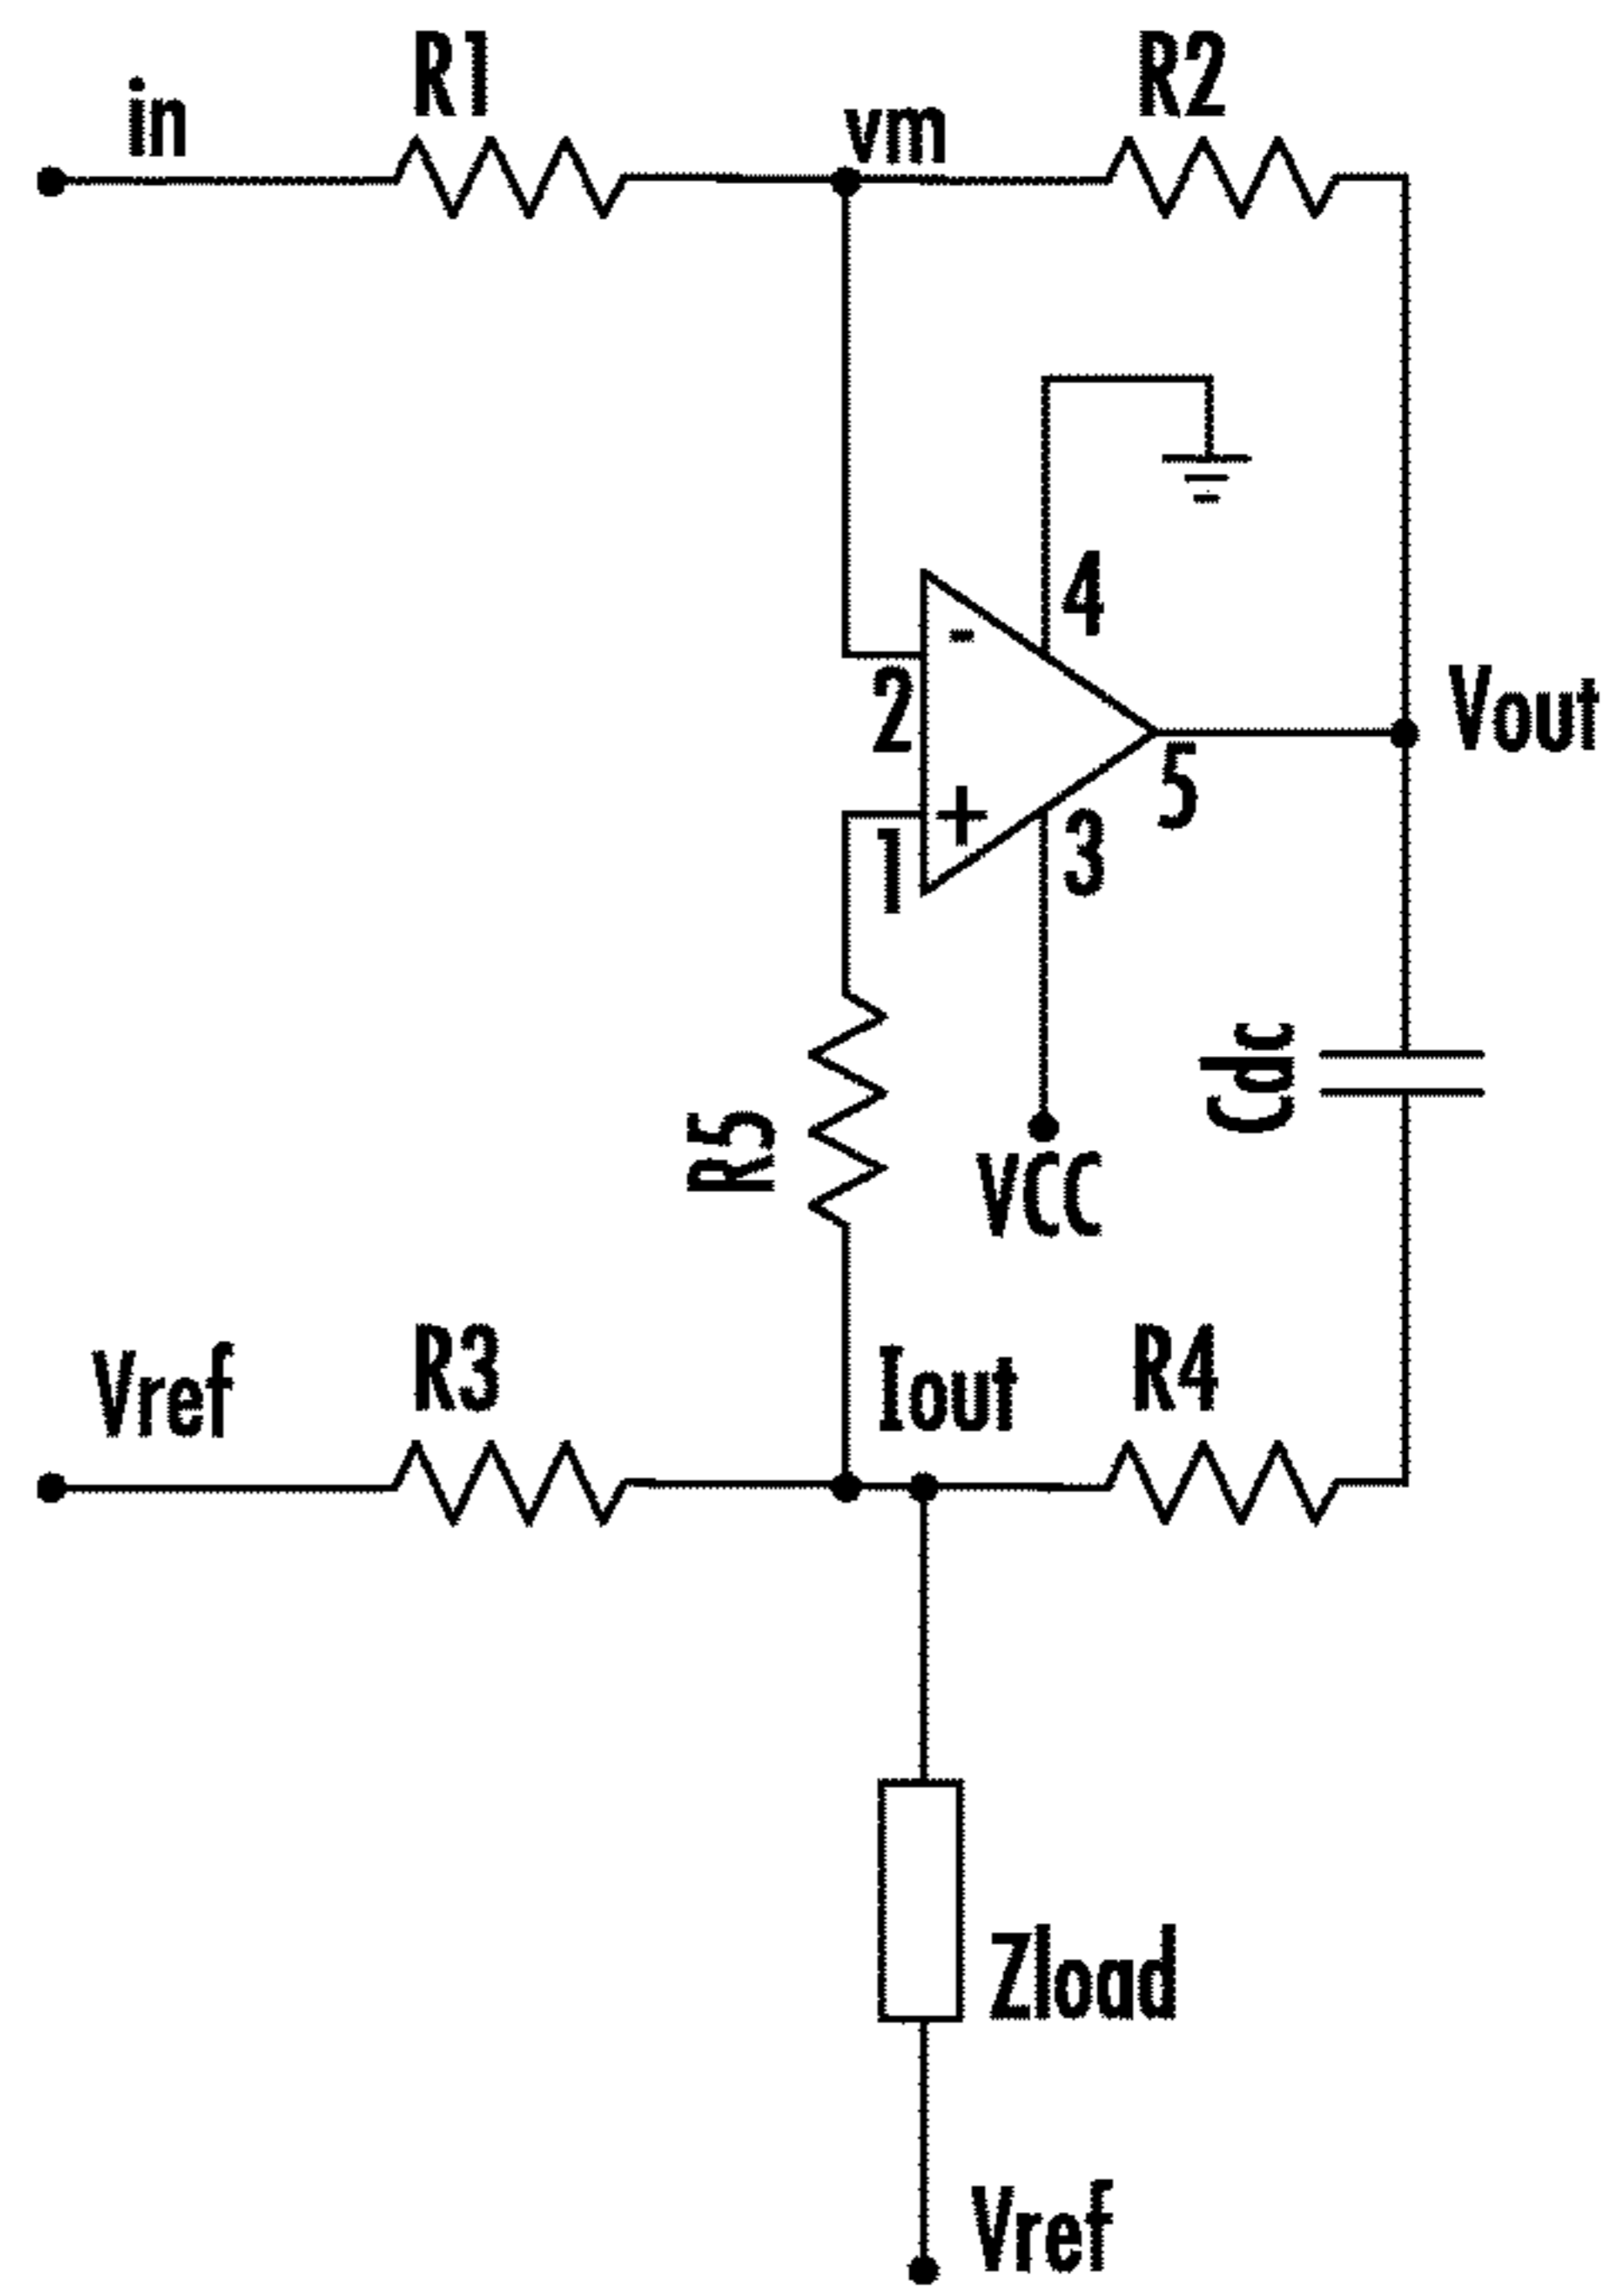 R1
R2
in
vm
4
-
2
Vout
5
+
1
3
Cdc
R5
VCC
R3
R4
Vref
Iout
Zload
Vref